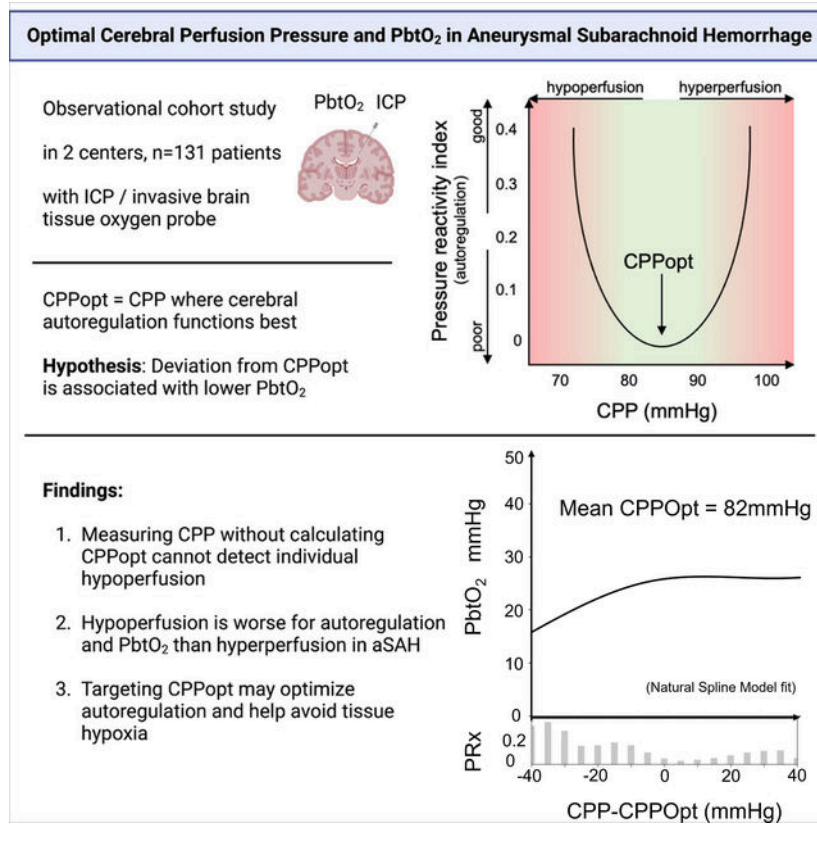 Optimal Cerebral Perfusion Pressure and PbtO₂ in Aneurysmal Subarachnoid Hemorrhage
Observational cohort study
in 2 centers, n=131 patients
with ICP / invasive brain
tissue oxygen probe
PbtO₂ ICP
CPPopt = CPP where cerebral
autoregulation functions best
Hypothesis: Deviation from CPPopt
is associated with lower PbtO₂
hypoperfusion
hyperperfusion
Pressure reactivity index
(autoregulation)
good
poor
0.4
0.3
0.2
0.1
0
CPPopt
70 80 90 100
CPP (mmHg)
Findings:
1. Measuring CPP without calculating
CPPopt cannot detect individual
hypoperfusion
2. Hypoperfusion is worse for autoregulation
and PbtO₂ than hyperperfusion in aSAH
3. Targeting CPPopt may optimize
autoregulation and help avoid tissue
hypoxia
PbtO₂ mmHg
50
40
30
20
10
0
Mean CPPOpt = 82mmHg
(Natural Spline Model fit)
PRx
0.2
0
-40 -20 0 20 40
CPP-CPPOpt (mmHg)